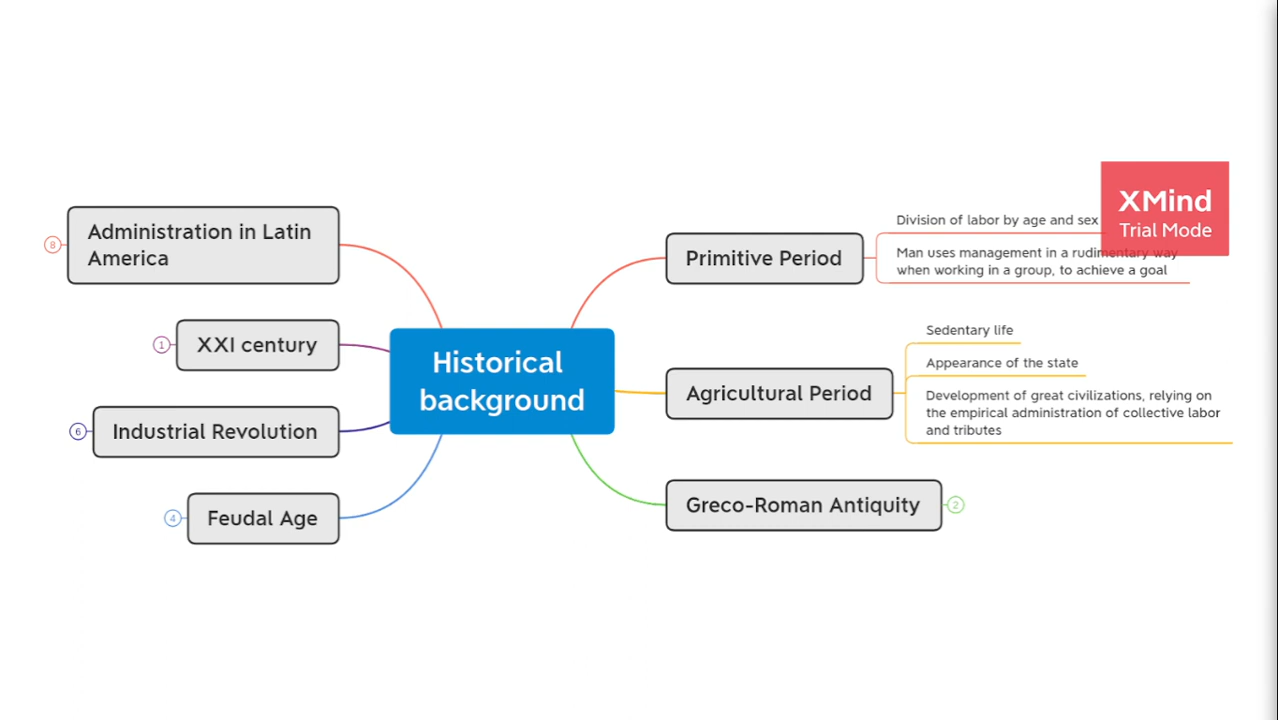 Historical
background
Primitive Period
Division of labor by age and sex
Man uses management in a rudimentary way
when working in a group, to achieve a goal
Agricultural Period
Sedentary life
Appearance of the state
Development of great civilizations, relying on
the empirical administration of collective labor
and tributes
Greco-Roman Antiquity
2
Administration in Latin
America
8
XXI century
1
Industrial Revolution
6
Feudal Age
4
XMind
Trial Mode